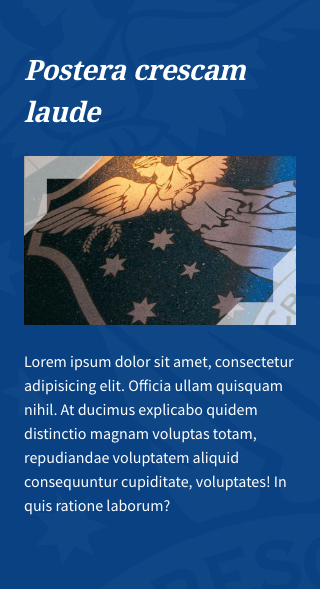 Postera crescam
laude
Lorem ipsum dolor sit amet, consectetur
adipisicing elit. Officia ullam quisquam
nihil. At ducimus explicabo quidem
distinctio magnam voluptas totam,
repudiandae voluptatem aliquid
consequuntur cupiditate, voluptates! In
quis ratione laborum?